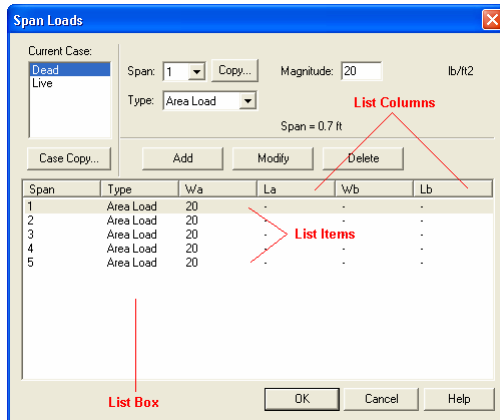 Span Loads
Current Case:
Dead
Live
Span: 1 Copy... Magnitude: 20 lb/ft2
Type: Area Load
List Columns
Span = 0.7 ft
Case Copy... Add Modify Delete
Span Type Wa La Wb Lb
1 Area Load 20 - - -
2 Area Load 20 - - -
3 Area Load 20 - - -
List Items
4 Area Load 20 - - -
5 Area Load 20 - - -
List Box
OK Cancel Help